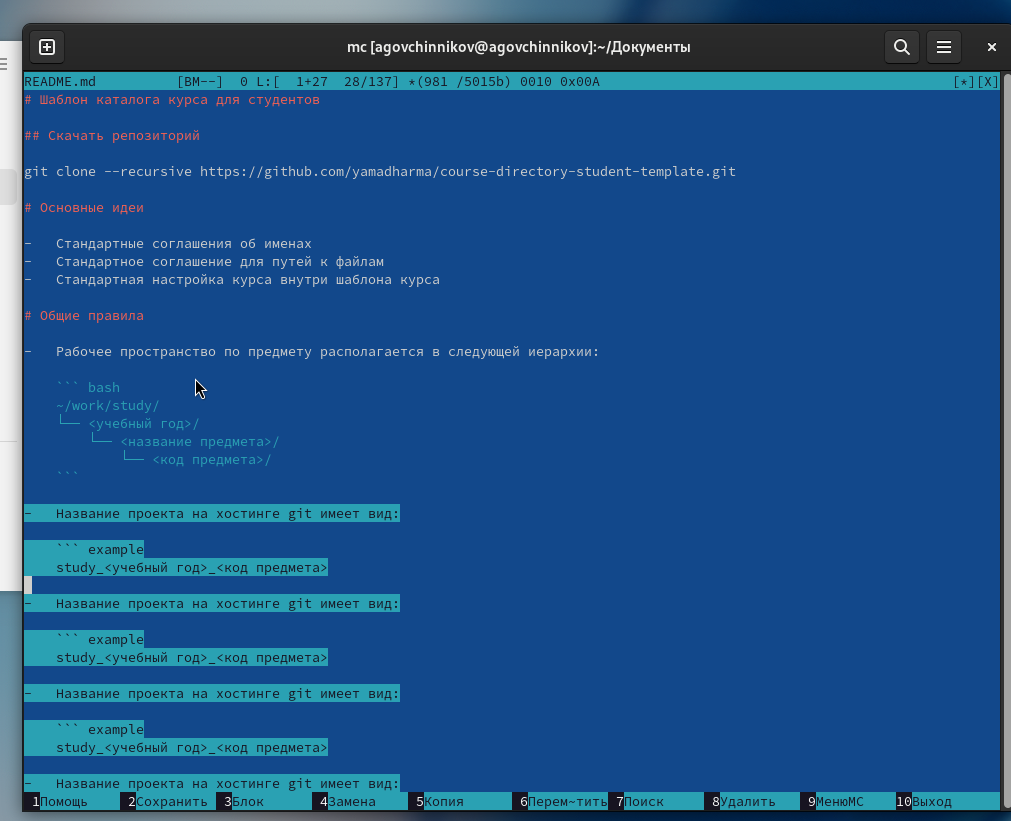 mc [agovchinnikov@agovchinnikov]:~/Документы
README.md          [BM--]  0 L:[  1+27  28/137] *(981 /5015b) 0010 0x00A                                            [*][X]
# Шаблон каталога курса для студентов
## Скачать репозиторий
git clone --recursive https://github.com/yamadharma/course-directory-student-template.git
# Основные идеи
-   Стандартные соглашения об именах
-   Стандартное соглашение для путей к файлам
-   Стандартная настройка курса внутри шаблона курса
# Общие правила
-   Рабочее пространство по предмету располагается в следующей иерархии:
    ``` bash
    ~/work/study/
    └── <учебный год>/
        └── <название предмета>/
            └── <код предмета>/
    ```
-   Название проекта на хостинге git имеет вид:
    ``` example
    study_<учебный год>_<код предмета>
-   Название проекта на хостинге git имеет вид:
    ``` example
    study_<учебный год>_<код предмета>
-   Название проекта на хостинге git имеет вид:
    ``` example
    study_<учебный год>_<код предмета>
-   Название проекта на хостинге git имеет вид:
1Помощь 2Сохранить 3Блок 4Замена 5Копия 6Перем~тить 7Поиск 8Удалить 9МенюMC 10Выход